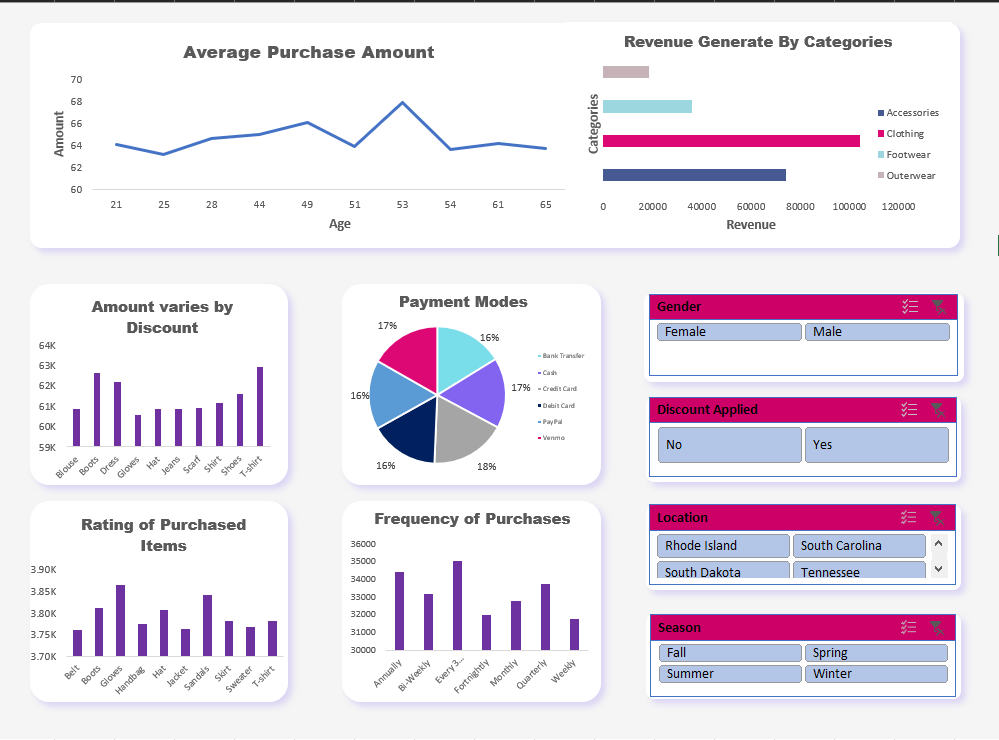 Average Purchase Amount
Amount
70
68
66
64
62
60
21 25 28 44 49 51 53 54 61 65
Age
Revenue Generate By Categories
Categories
0 20000 40000 60000 80000 100000 120000
Revenue
Accessories
Clothing
Footwear
Outerwear
Amount varies by
Discount
64K
63K
62K
61K
60K
59K
Blouse Boots Dress Gloves Hat Jeans Scarf Shirt Shoes T-shirt
Payment Modes
17% 16%
16% 17%
16% 18%
Bank Transfer
Cash
Credit Card
Debit Card
PayPal
Venmo
Gender
Female Male
Discount Applied
No Yes
Rating of Purchased
Items
3.90K
3.85K
3.80K
3.75K
3.70K
Belt Boots Gloves Handbag Hat Jacket Sandals Skirt Sweater T-shirt
Frequency of Purchases
36000
35000
34000
33000
32000
31000
30000
Annually Bi-Weekly Every 3... Fortnightly Monthly Quarterly Weekly
Location
Rhode Island South Carolina
South Dakota Tennessee
Season
Fall Spring
Summer Winter